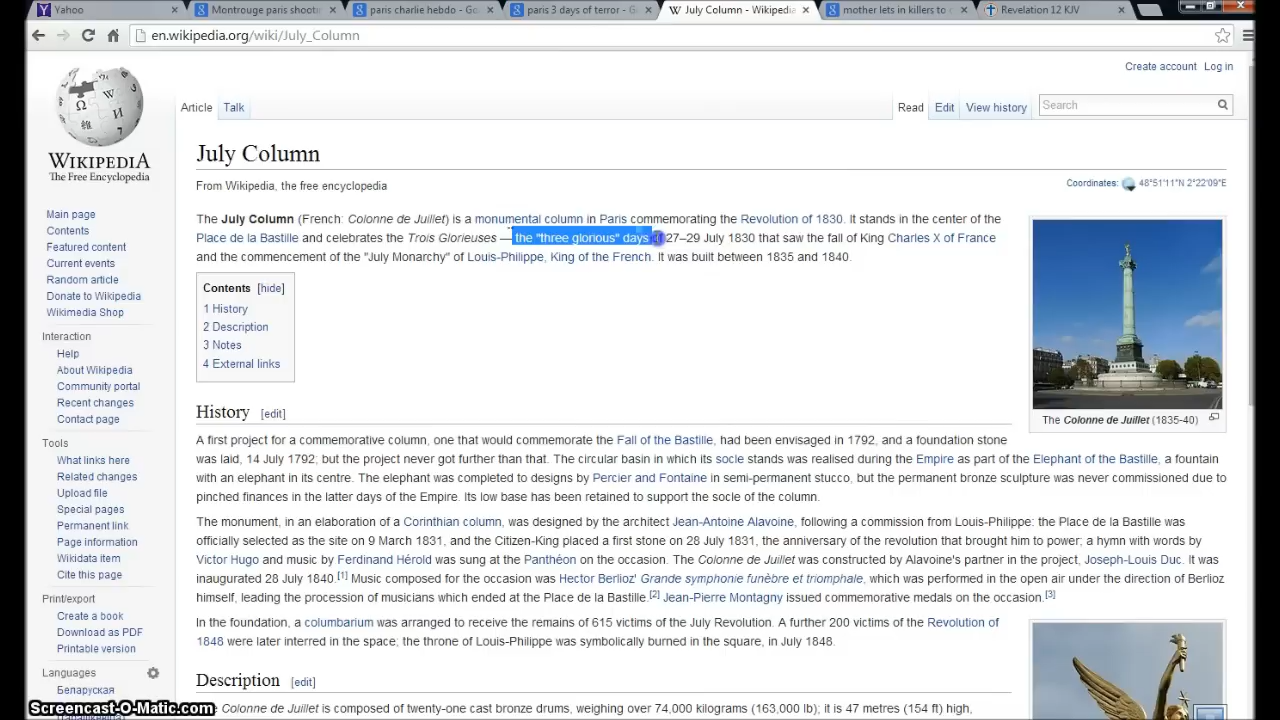 Yahoo
Montrouge paris shooti
paris charlie hebdo - Go
paris 3 days of terror - G
July Column - Wikipedia
mother lets in killers to
Revelation 12 KJV
en.wikipedia.org/wiki/July_Column
Create account Log in
Article Talk
Read Edit View history
Search
WIKIPEDIA
The Free Encyclopedia
Main page
Contents
Featured content
Current events
Random article
Donate to Wikipedia
Wikimedia Shop
Interaction
Help
About Wikipedia
Community portal
Recent changes
Contact page
Tools
What links here
Related changes
Upload file
Special pages
Permanent link
Page information
Wikidata item
Cite this page
Print/export
Create a book
Download as PDF
Printable version
Languages
Беларуская
July Column
From Wikipedia, the free encyclopedia
Coordinates: 48°51′11″N 2°22′09″E
The July Column (French: Colonne de Juillet) is a monumental column in Paris commemorating the Revolution of 1830. It stands in the center of the
Place de la Bastille and celebrates the Trois Glorieuses — the "three glorious" days of 27–29 July 1830 that saw the fall of King Charles X of France
and the commencement of the "July Monarchy" of Louis-Philippe, King of the French. It was built between 1835 and 1840.
Contents [hide]
1 History
2 Description
3 Notes
4 External links
The Colonne de Juillet (1835-40)
History [edit]
A first project for a commemorative column, one that would commemorate the Fall of the Bastille, had been envisaged in 1792, and a foundation stone
was laid, 14 July 1792; but the project never got further than that. The circular basin in which its socle stands was realised during the Empire as part of the Elephant of the Bastille, a fountain
with an elephant in its centre. The elephant was completed to designs by Percier and Fontaine in semi-permanent stucco, but the permanent bronze sculpture was never commissioned due to
pinched finances in the latter days of the Empire. Its low base has been retained to support the socle of the column.
The monument, in an elaboration of a Corinthian column, was designed by the architect Jean-Antoine Alavoine, following a commission from Louis-Philippe: the Place de la Bastille was
officially selected as the site on 9 March 1831, and the Citizen-King placed a first stone on 28 July 1831, the anniversary of the revolution that brought him to power; a hymn with words by
Victor Hugo and music by Ferdinand Hérold was sung at the Panthéon on the occasion. The Colonne de Juillet was constructed by Alavoine's partner in the project, Joseph-Louis Duc. It was
inaugurated 28 July 1840.[1] Music composed for the occasion was Hector Berlioz' Grande symphonie funèbre et triomphale, which was performed in the open air under the direction of Berlioz
himself, leading the procession of musicians which ended at the Place de la Bastille.[2] Jean-Pierre Montagny issued commemorative medals on the occasion.[3]
In the foundation, a columbarium was arranged to receive the remains of 615 victims of the July Revolution. A further 200 victims of the Revolution of
1848 were later interred in the space; the throne of Louis-Philippe was symbolically burned in the square, in July 1848.
Description [edit]
Colonne de Juillet is composed of twenty-one cast bronze drums, weighing over 74,000 kilograms (163,000 lb); it is 47 metres (154 ft) high,
Screencast-O-Matic.com